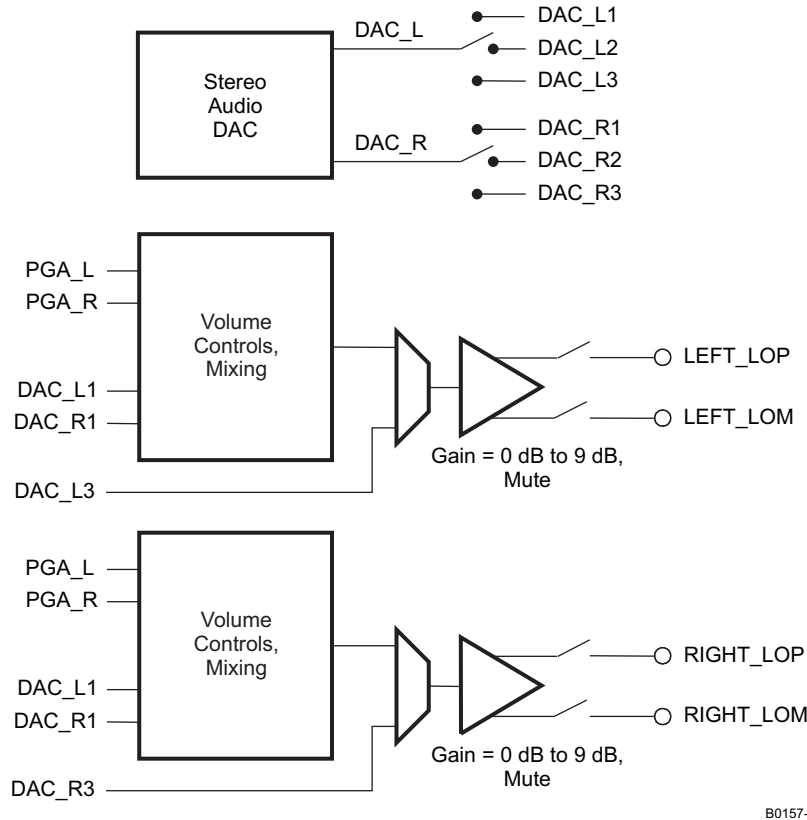 DAC_L1
DAC_L
DAC_L2
Stereo
Audio
DAC
DAC_L3
DAC_R1
DAC_R
DAC_R2
DAC_R3
PGA_L
PGA_R
Volume
Controls,
Mixing
LEFT_LOP
DAC_L1
DAC_R1
LEFT_LOM
Gain = 0 dB to 9 dB,
Mute
DAC_L3
PGA_L
PGA_R
Volume
Controls,
Mixing
RIGHT_LOP
DAC_L1
DAC_R1
RIGHT_LOM
Gain = 0 dB to 9 dB,
Mute
DAC_R3
B0157-